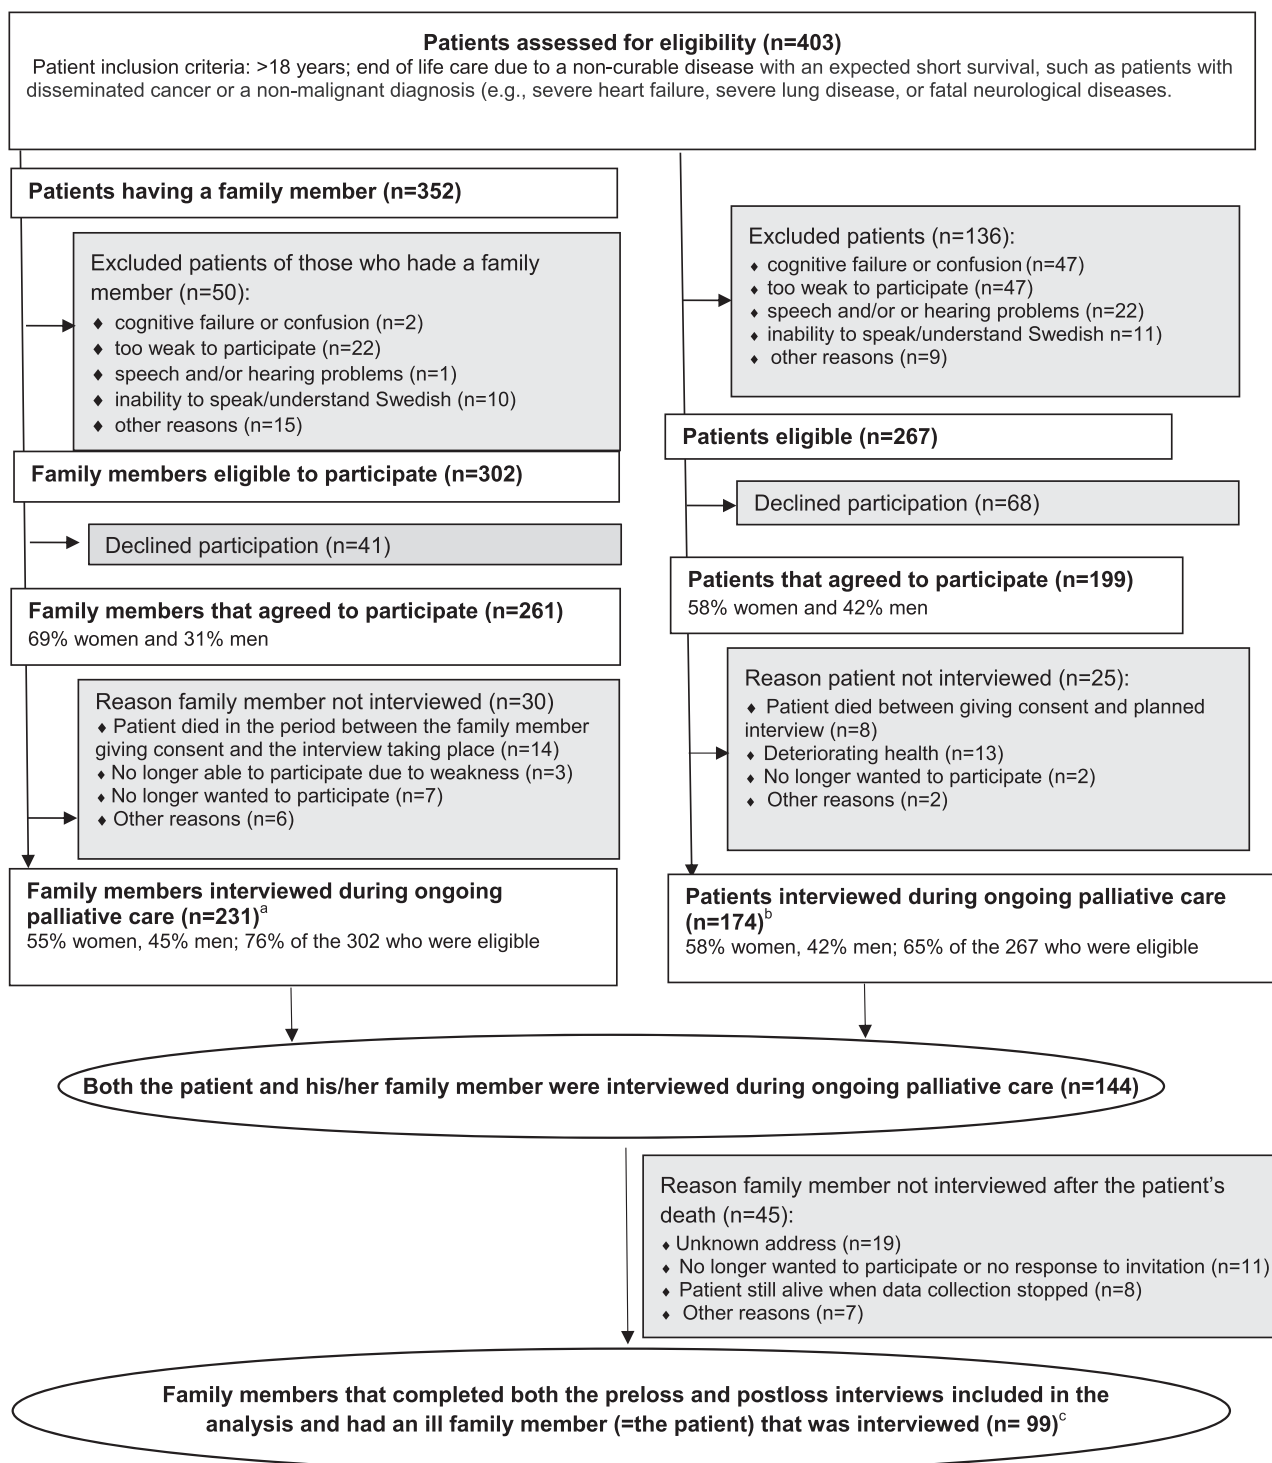 Patients assessed for eligibility (n=403)
Patient inclusion criteria: >18 years; end of life care due to a non-curable disease with an expected short survival, such as patients with
disseminated cancer or a non-malignant diagnosis (e.g., severe heart failure, severe lung disease, or fatal neurological diseases.
Patients having a family member (n=352)
Excluded patients of those who hade a family
member (n=50):
♦ cognitive failure or confusion (n=2)
♦ too weak to participate (n=22)
♦ speech and/or hearing problems (n=1)
♦ inability to speak/understand Swedish (n=10)
♦ other reasons (n=15)
Family members eligible to participate (n=302)
Declined participation (n=41)
Family members that agreed to participate (n=261)
69% women and 31% men
Reason family member not interviewed (n=30)
♦ Patient died in the period between the family member
giving consent and the interview taking place (n=14)
♦ No longer able to participate due to weakness (n=3)
♦ No longer wanted to participate (n=7)
♦ Other reasons (n=6)
Family members interviewed during ongoing
palliative care (n=231)a
55% women, 45% men; 76% of the 302 who were eligible
Excluded patients (n=136):
♦ cognitive failure or confusion (n=47)
♦ too weak to participate (n=47)
♦ speech and/or or hearing problems (n=22)
♦ inability to speak/understand Swedish n=11)
♦ other reasons (n=9)
Patients eligible (n=267)
Declined participation (n=68)
Patients that agreed to participate (n=199)
58% women and 42% men
Reason patient not interviewed (n=25):
♦ Patient died between giving consent and planned
interview (n=8)
♦ Deteriorating health (n=13)
♦ No longer wanted to participate (n=2)
♦ Other reasons (n=2)
Patients interviewed during ongoing palliative care
(n=174)b
58% women, 42% men; 65% of the 267 who were eligible
Both the patient and his/her family member were interviewed during ongoing palliative care (n=144)
Reason family member not interviewed after the patient's
death (n=45):
♦ Unknown address (n=19)
♦ No longer wanted to participate or no response to invitation (n=11)
♦ Patient still alive when data collection stopped (n=8)
♦ Other reasons (n=7)
Family members that completed both the preloss and postloss interviews included in the
analysis and had an ill family member (=the patient) that was interviewed (n= 99)c